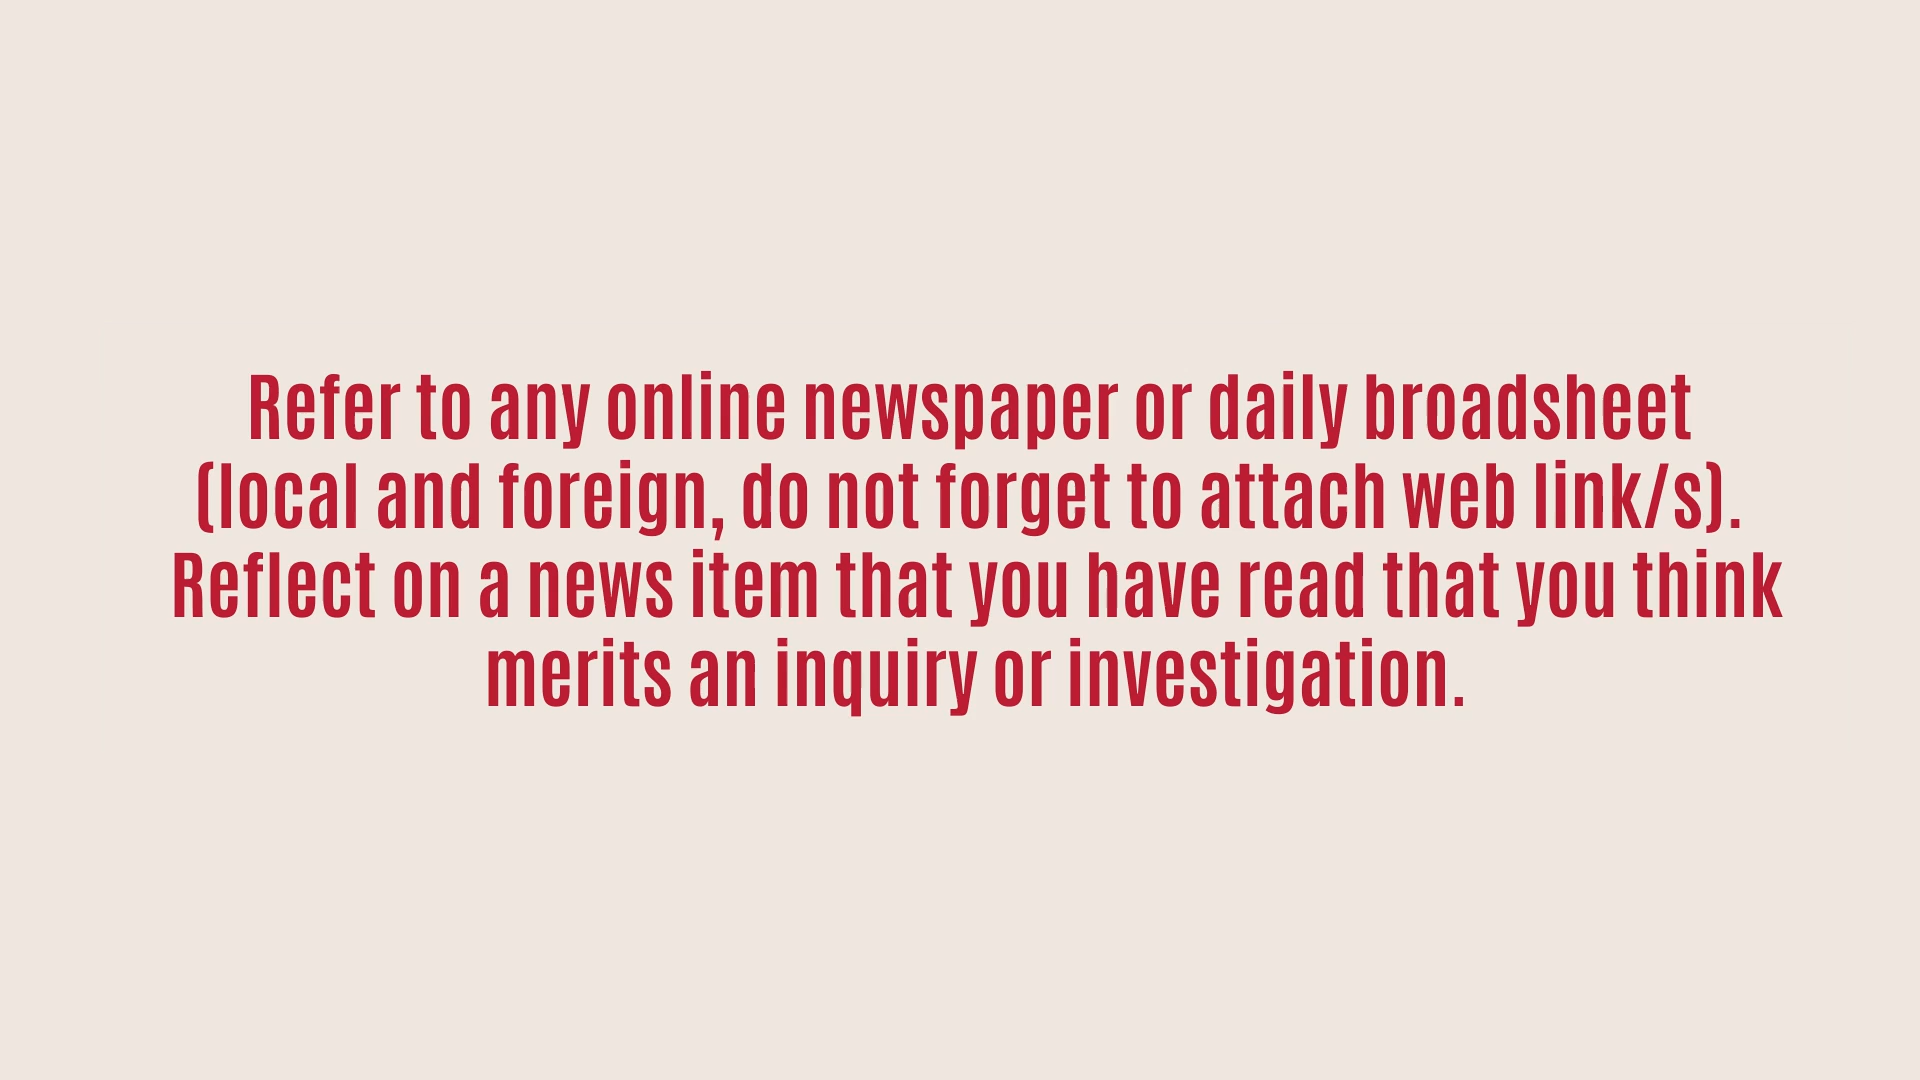 Refer to any online newspaper or daily broadsheet
(local and foreign, do not forget to attach web link/s).
Reflect on a news item that you have read that you think
merits an inquiry or investigation.